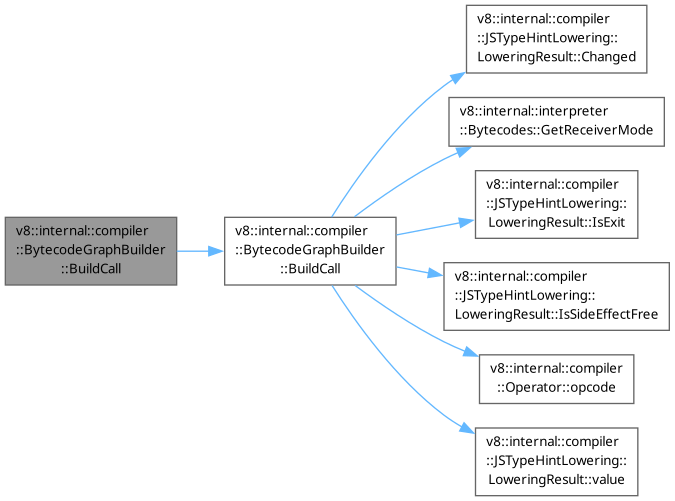 v8::internal::compiler
::BytecodeGraphBuilder
::BuildCall
v8::internal::compiler
::BytecodeGraphBuilder
::BuildCall
v8::internal::compiler
::JSTypeHintLowering::
LoweringResult::Changed
v8::internal::interpreter
::Bytecodes::GetReceiverMode
v8::internal::compiler
::JSTypeHintLowering::
LoweringResult::IsExit
v8::internal::compiler
::JSTypeHintLowering::
LoweringResult::IsSideEffectFree
v8::internal::compiler
::Operator::opcode
v8::internal::compiler
::JSTypeHintLowering::
LoweringResult::value